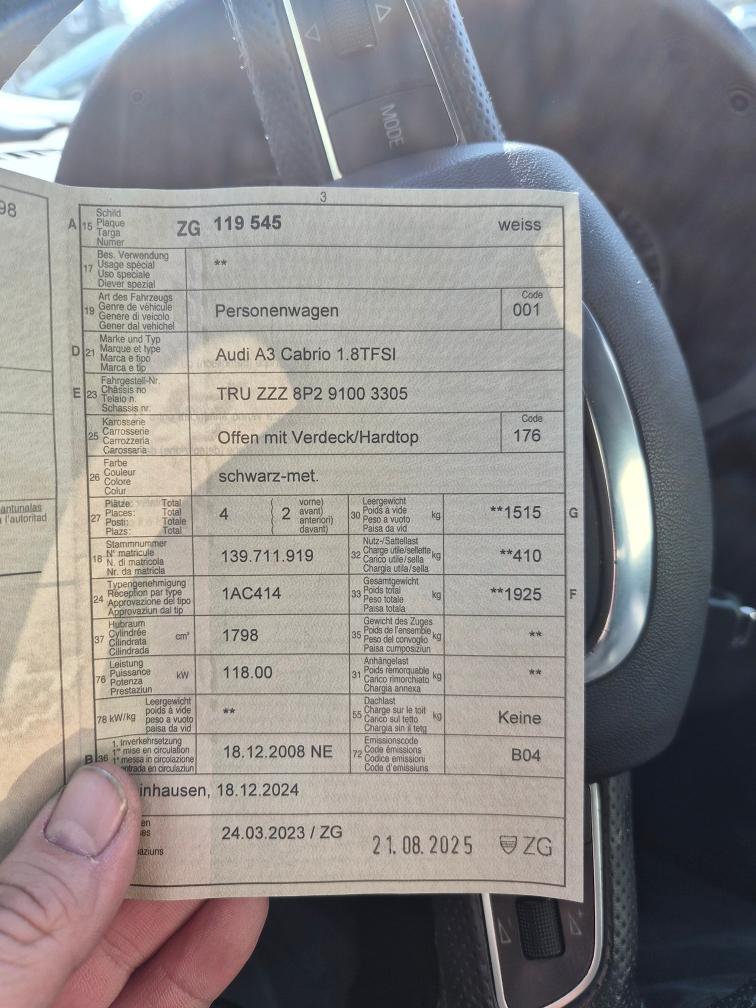 MODE
98
3
A 15 Schild
Plaque
Targa
Numer
ZG 119 545 weiss
17 Bes. Verwendung
Usage spécial
Uso speciale
Diever spezial
**
19 Art des Fahrzeugs
Genre de véhicule
Genere di veicolo
Gener dal vehichel
Personenwagen
Code
001
D 21 Marke und Typ
Marque et type
Marca e tipo
Marca e tip
Audi A3 Cabrio 1.8TFSI
E 23 Fahrgestell-Nr.
Châssis no
Telaio n.
Schassis nr.
TRU ZZZ 8P2 9100 3305
25 Karosserie
Carrosserie
Carrozzeria
Carossaria
Offen mit Verdeck/Hardtop
Code
176
26 Farbe
Couleur
Colore
Colur
schwarz-met.
27 Plätze: Total
Places: Total
Posti: Totale
Plazs: Total
4 ( 2 vorne)
avant)
anteriori)
davant)
30 Leergewicht
Poids à vide
Peso a vuoto
Paisa da vid
kg
**1515 G
antunalas
l'autoritad
18 Stammnummer
N° matricule
N. di matricola
Nr. da matricla
139.711.919
32 Nutz-/Sattellast
Charge utile/sellette
Carico utile/sella
Chargia utila/sella
kg
**410
24 Typengenehmigung
Réception par type
Approvazione del tipo
Approvaziun dal tip
1AC414
33 Gesamtgewicht
Poids total
Peso totale
Paisa totala
kg
**1925 F
37 Hubraum
Cylindrée
Cilindrata
Cilindrada
cm³
1798
35 Gewicht des Zuges
Poids de l'ensemble
Peso del convoglio
Paisa cumposiziun
kg
**
76 Leistung
Puissance
Potenza
Prestaziun
kW
118.00
31 Anhängelast
Poids remorquable
Carico rimorchiato
Chargia annexa
kg
**
78 kW/kg Leergewicht
poids à vide
peso a vuoto
paisa da vid
**
55 Dachlast
Charge sur le toit
Carico sul tetto
Chargia sin il tetg
kg
Keine
B 36 1. Inverkehrsetzung
1re mise en circulation
1a messa in circolazione
entrada en circulaziun
18.12.2008 NE
72 Emissionscode
Code émissions
Codice emissioni
Code d'emissiuns
B04
inhausen, 18.12.2024
en
es
aziuns
24.03.2023 / ZG
21.08.2025 ZG